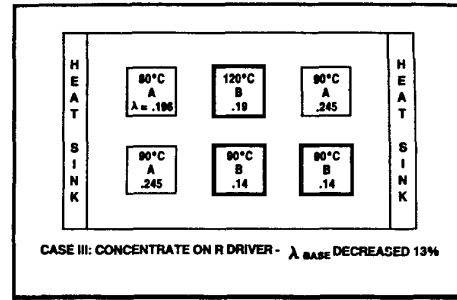 HEAT SINK
80°C
A
λ = .196
120°C
B
.19
90°C
A
.245
90°C
A
.245
90°C
B
.14
90°C
B
.14
HEAT SINK
CASE III: CONCENTRATE ON R DRIVER - λ BASE DECREASED 13%